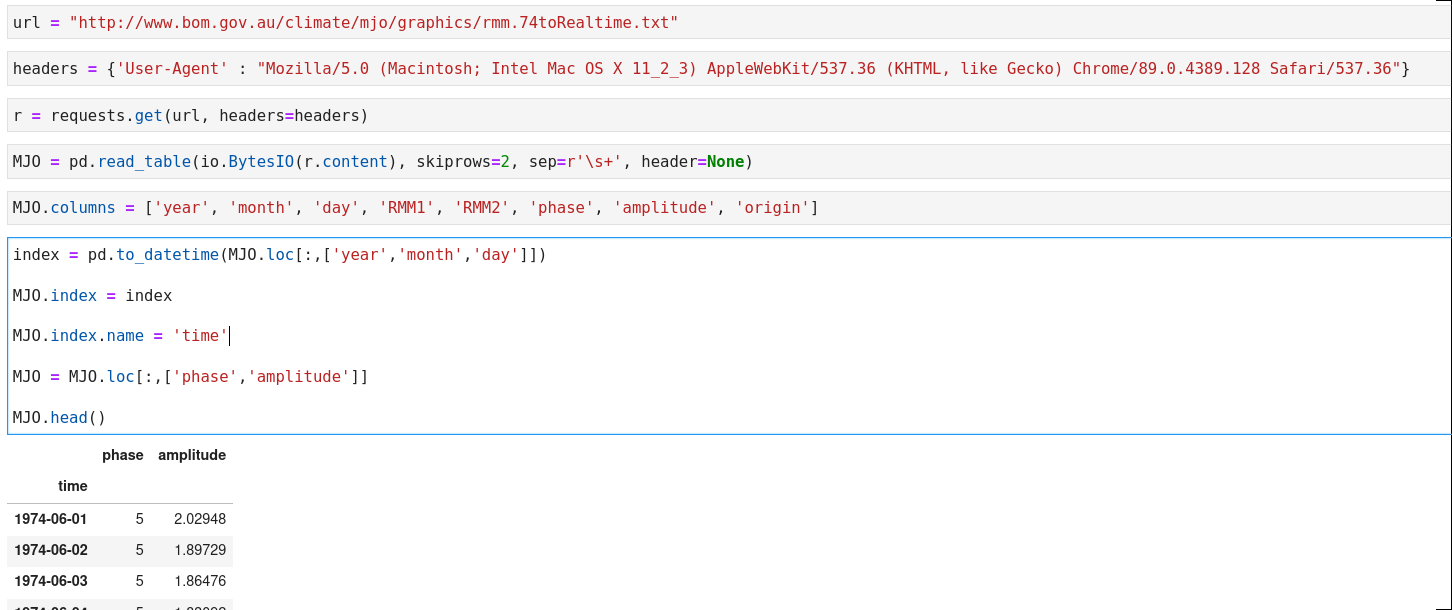 url = "http://www.bom.gov.au/climate/mjo/graphics/rmm.74toRealtime.txt"
headers = {'User-Agent' : "Mozilla/5.0 (Macintosh; Intel Mac OS X 11_2_3) AppleWebKit/537.36 (KHTML, like Gecko) Chrome/89.0.4389.128 Safari/537.36"}
r = requests.get(url, headers=headers)
MJO = pd.read_table(io.BytesIO(r.content), skiprows=2, sep=r'\s+', header=None)
MJO.columns = ['year', 'month', 'day', 'RMM1', 'RMM2', 'phase', 'amplitude', 'origin']
index = pd.to_datetime(MJO.loc[:,['year','month','day']])
MJO.index = index
MJO.index.name = 'time'
MJO = MJO.loc[:,['phase','amplitude']]
MJO.head()
phase amplitude
time
1974-06-01 5 2.02948
1974-06-02 5 1.89729
1974-06-03 5 1.86476